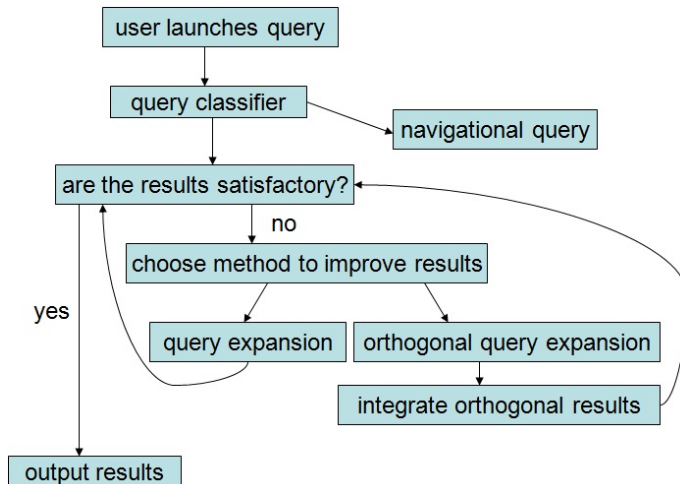 user launches query
query classifier
navigational query
are the results satisfactory?
no
choose method to improve results
yes
query expansion
orthogonal query expansion
integrate orthogonal results
output results